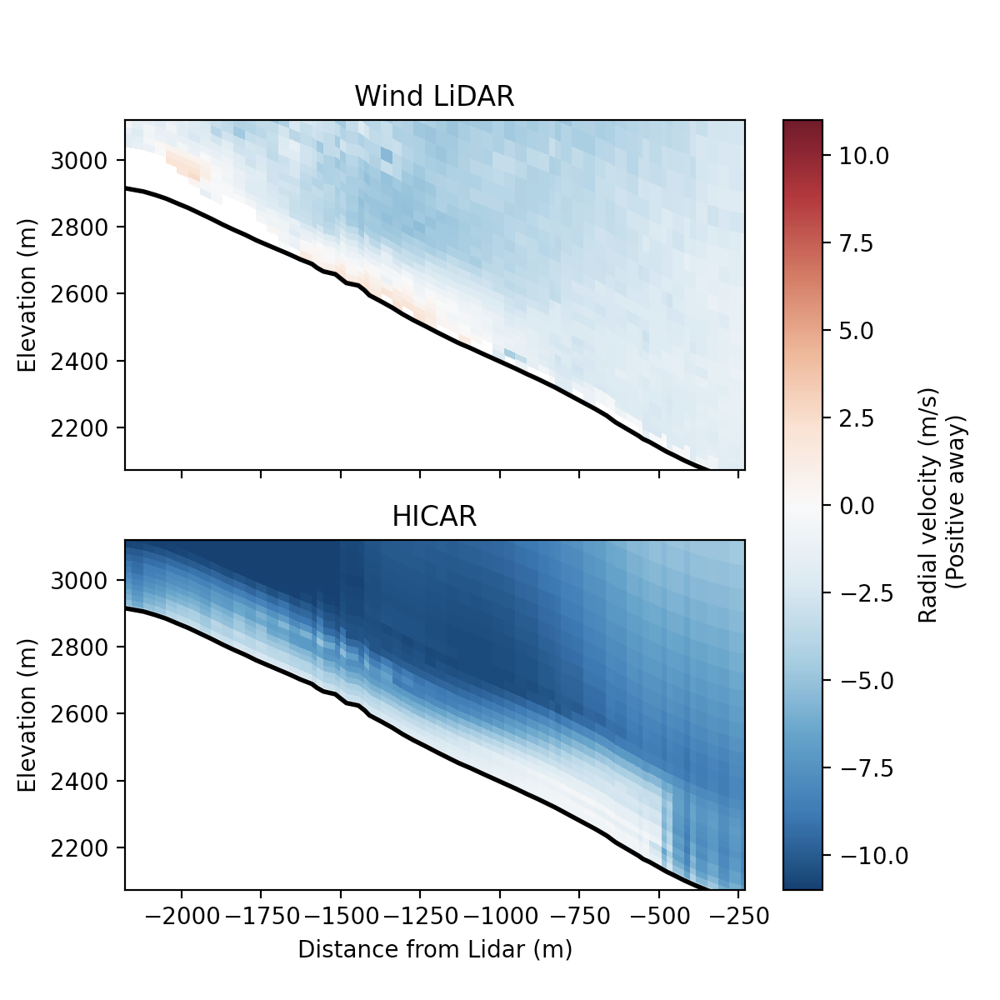 Wind LiDAR
3000
2800
2600
2400
2200
Elevation (m)
HICAR
3000
2800
2600
2400
2200
Elevation (m)
−2000 −1750 −1500 −1250 −1000 −750 −500 −250
Distance from Lidar (m)
10.0
7.5
5.0
2.5
0.0
−2.5
−5.0
−7.5
−10.0
Radial velocity (m/s)
(Positive away)